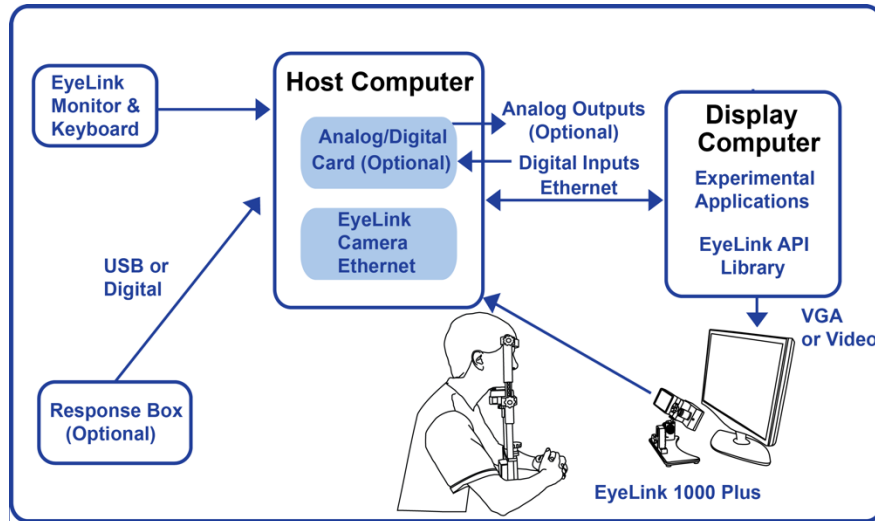 EyeLink
Monitor &
Keyboard
Host Computer
Analog/Digital
Card (Optional)
EyeLink
Camera
Ethernet
Analog Outputs
(Optional)
Digital Inputs
Ethernet
Display
Computer
Experimental
Applications
EyeLink API
Library
USB or
Digital
VGA
or Video
Response Box
(Optional)
EyeLink 1000 Plus